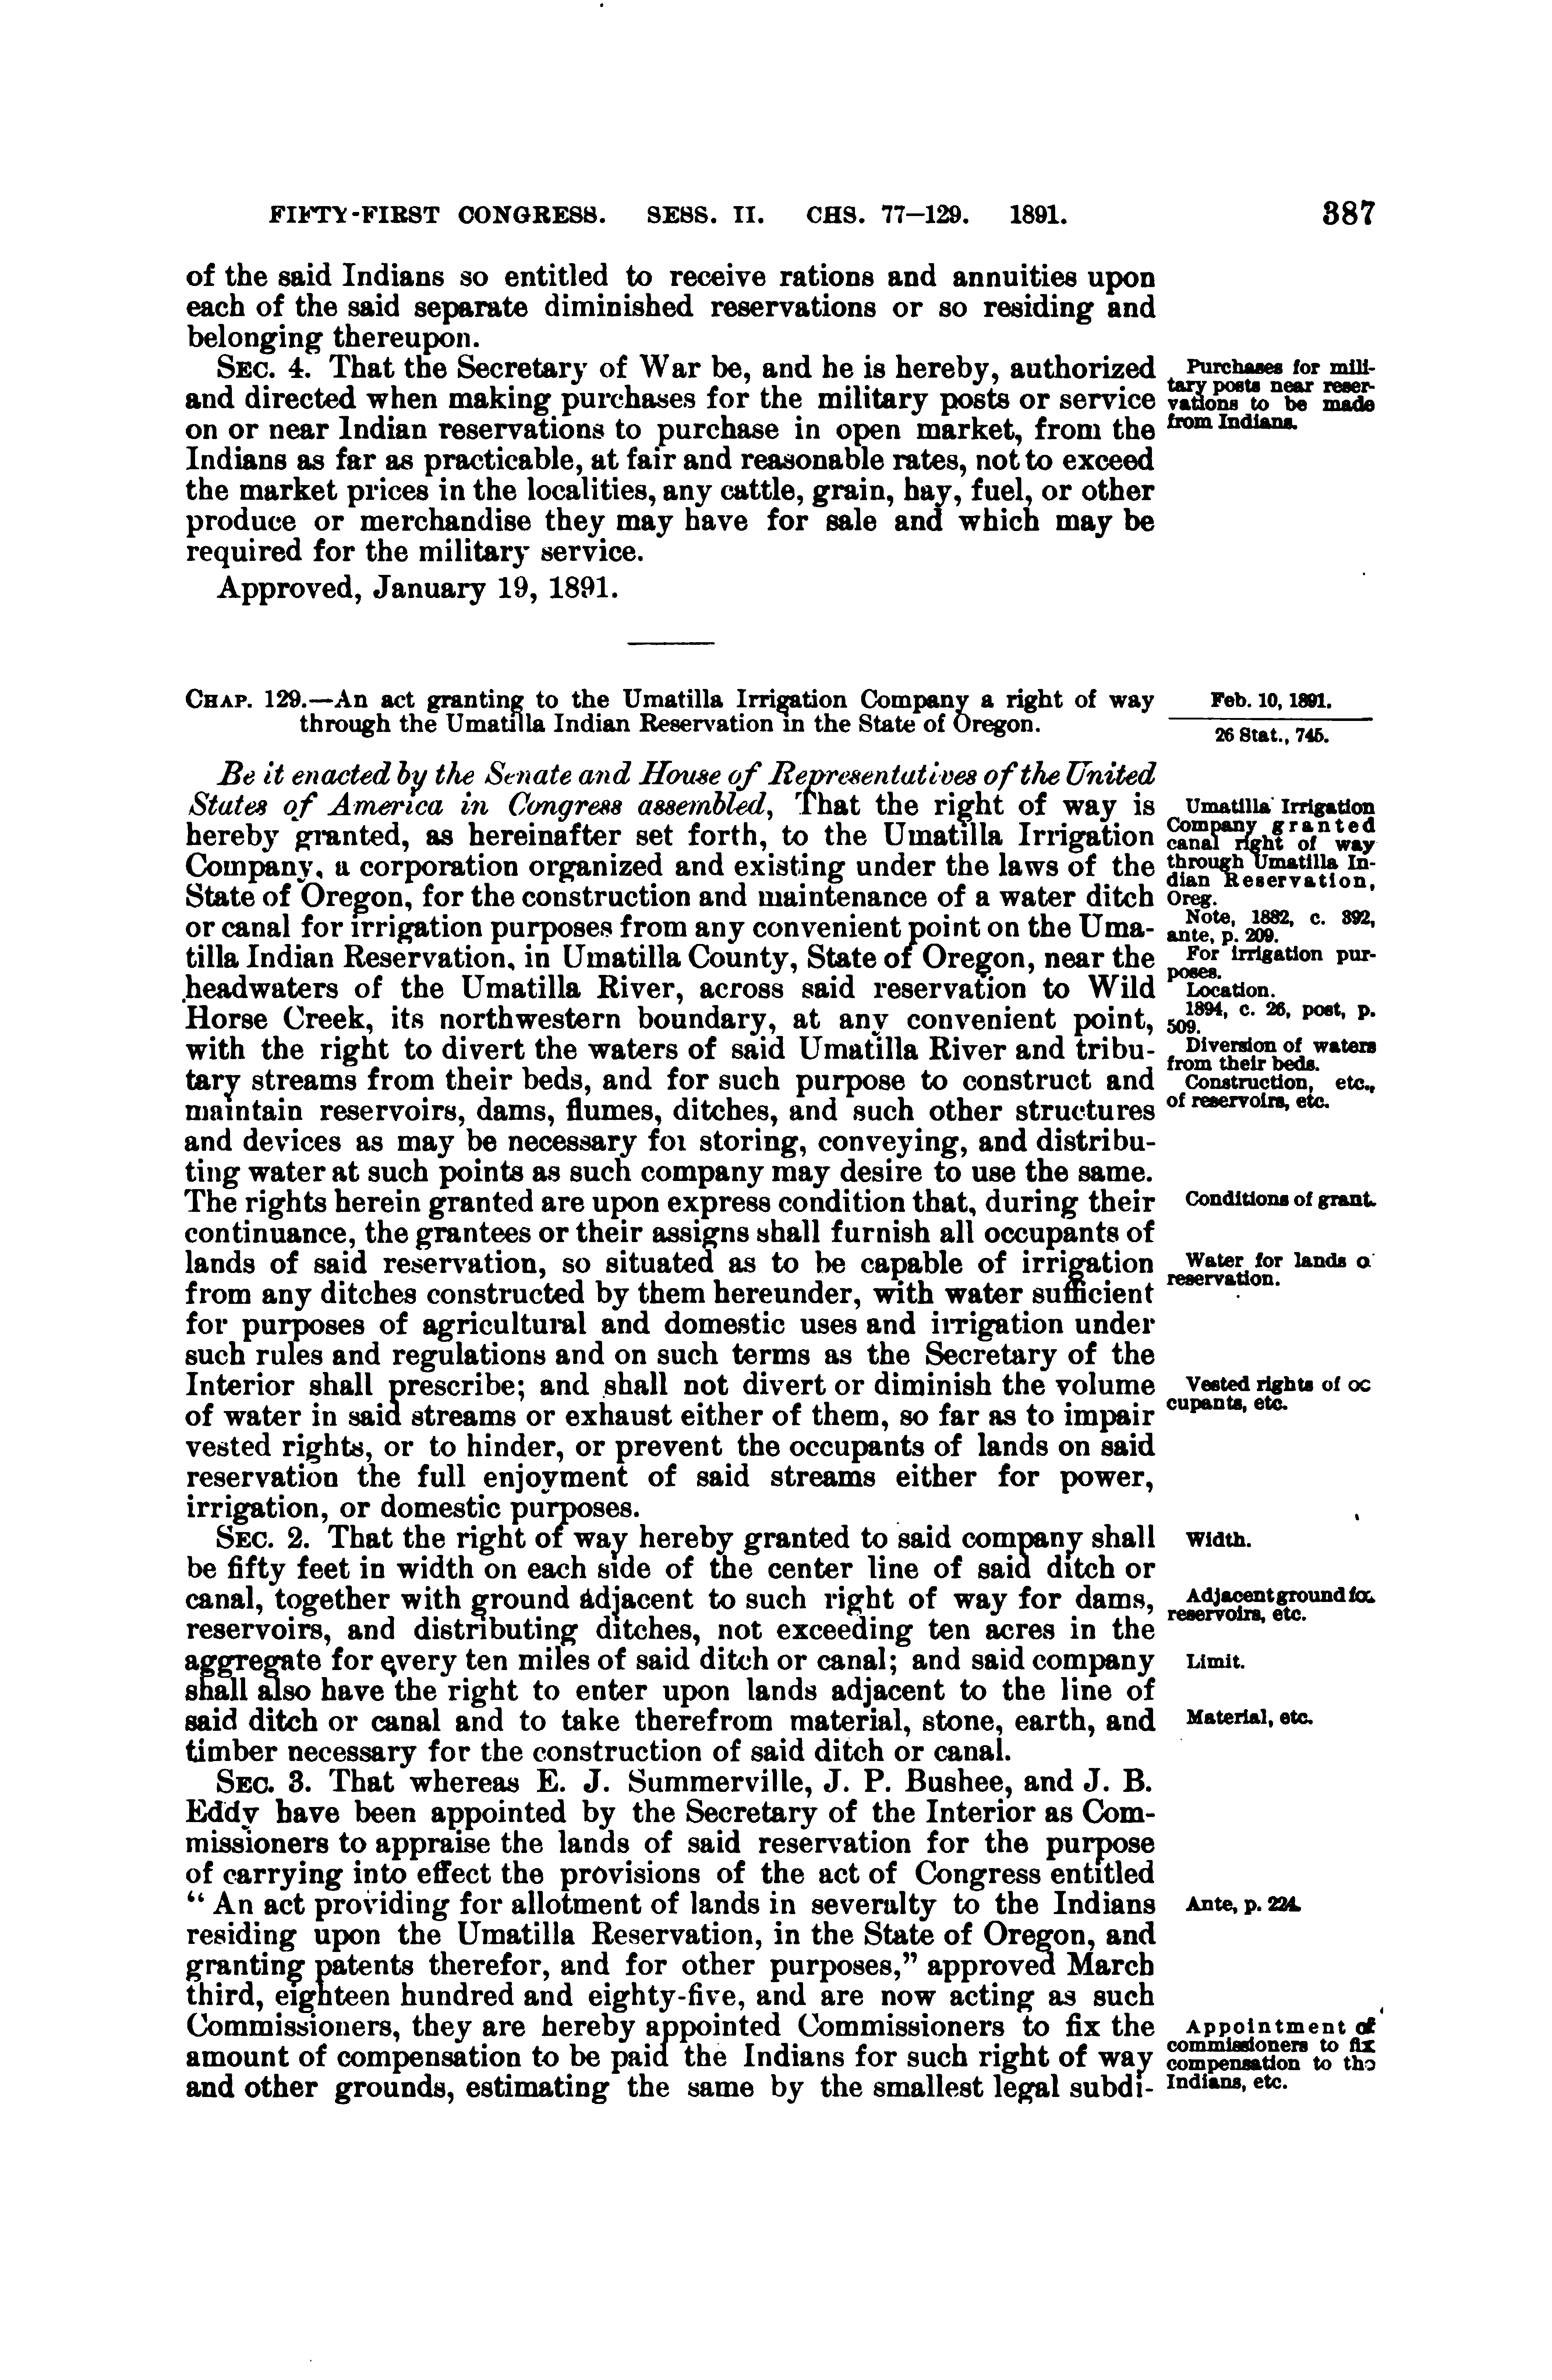 FIFTY-FIRST CONGRESS. SESS. II. CHS. 77–129. 1891. 387
of the said Indians so entitled to receive rations and annuities upon
each of the said separate diminished reservations or so residing and
belonging thereupon.
SEC. 4. That the Secretary of War be, and he is hereby, authorized
and directed when making purchases for the military posts or service
on or near Indian reservations to purchase in open market, from the
Indians as far as practicable, at fair and reasonable rates, not to exceed
the market prices in the localities, any cattle, grain, hay, fuel, or other
produce or merchandise they may have for sale and which may be
required for the military service.
Purchases for mili-
tary posts near reser-
vations to be made
from Indians.
Approved, January 19, 1891.
CHAP. 129.—An act granting to the Umatilla Irrigation Company a right of way
through the Umatilla Indian Reservation in the State of Oregon.
Feb. 10, 1891.
26 Stat., 745.
Be it enacted by the Senate and House of Representatives of the United
States of America in Congress assembled, That the right of way is
hereby granted, as hereinafter set forth, to the Umatilla Irrigation
Company, a corporation organized and existing under the laws of the
State of Oregon, for the construction and maintenance of a water ditch
or canal for irrigation purposes from any convenient point on the Uma-
tilla Indian Reservation, in Umatilla County, State of Oregon, near the
headwaters of the Umatilla River, across said reservation to Wild
Horse Creek, its northwestern boundary, at any convenient point,
with the right to divert the waters of said Umatilla River and tribu-
tary streams from their beds, and for such purpose to construct and
maintain reservoirs, dams, flumes, ditches, and such other structures
and devices as may be necessary for storing, conveying, and distribu-
ting water at such points as such company may desire to use the same.
The rights herein granted are upon express condition that, during their
continuance, the grantees or their assigns shall furnish all occupants of
lands of said reservation, so situated as to be capable of irrigation
from any ditches constructed by them hereunder, with water sufficient
for purposes of agricultural and domestic uses and irrigation under
such rules and regulations and on such terms as the Secretary of the
Interior shall prescribe; and shall not divert or diminish the volume
of water in said streams or exhaust either of them, so far as to impair
vested rights, or to hinder, or prevent the occupants of lands on said
reservation the full enjoyment of said streams either for power,
irrigation, or domestic purposes.
Umatilla Irrigation
Company granted
canal right of way
through Umatilla In-
dian Reservation,
Oreg.
Note, 1882, c. 392,
ante, p. 209.
For irrigation pur-
poses.
Location.
1894, c. 26, post, p.
509.
Diversion of waters
from their beds.
Construction, etc.,
of reservoirs, etc.
Conditions of grant.
Water for lands o
reservation.
Vested rights of oc
cupants, etc.
SEC. 2. That the right of way hereby granted to said company shall
be fifty feet in width on each side of the center line of said ditch or
canal, together with ground adjacent to such right of way for dams,
reservoirs, and distributing ditches, not exceeding ten acres in the
aggregate for every ten miles of said ditch or canal; and said company
shall also have the right to enter upon lands adjacent to the line of
said ditch or canal and to take therefrom material, stone, earth, and
timber necessary for the construction of said ditch or canal.
Width.
Adjacent ground for
reservoirs, etc.
Limit.
Material, etc.
SEC. 3. That whereas E. J. Summerville, J. P. Bushee, and J. B.
Eddy have been appointed by the Secretary of the Interior as Com-
missioners to appraise the lands of said reservation for the purpose
of carrying into effect the provisions of the act of Congress entitled
“An act providing for allotment of lands in severalty to the Indians
residing upon the Umatilla Reservation, in the State of Oregon, and
granting patents therefor, and for other purposes,” approved March
third, eighteen hundred and eighty-five, and are now acting as such
Commissioners, they are hereby appointed Commissioners to fix the
amount of compensation to be paid the Indians for such right of way
and other grounds, estimating the same by the smallest legal subdi-
Ante, p. 224.
Appointment of
commissioners to fix
compensation to the
Indians, etc.